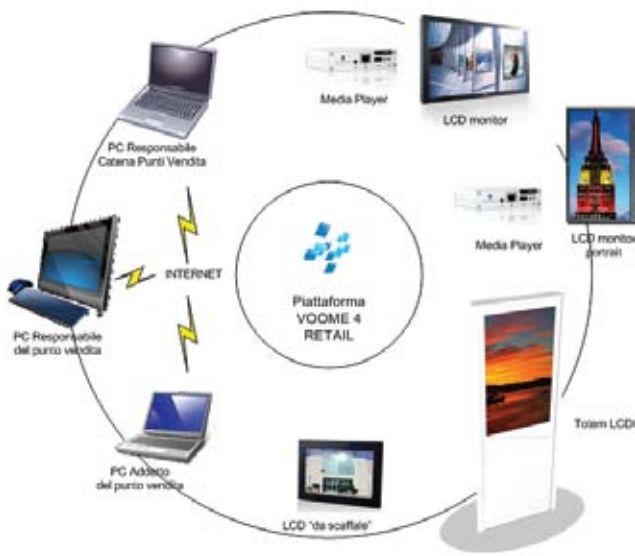 Media Player
LCD monitor
PC Responsabile
Catena Punti Vendita
Media Player
LCD monitor
portrait
INTERNET
Piattaforma
VOOME 4
RETAIL
PC Responsabile
del punto vendita
Totem LCD
PC Addetto
del punto vendita
LCD "da scaffale"